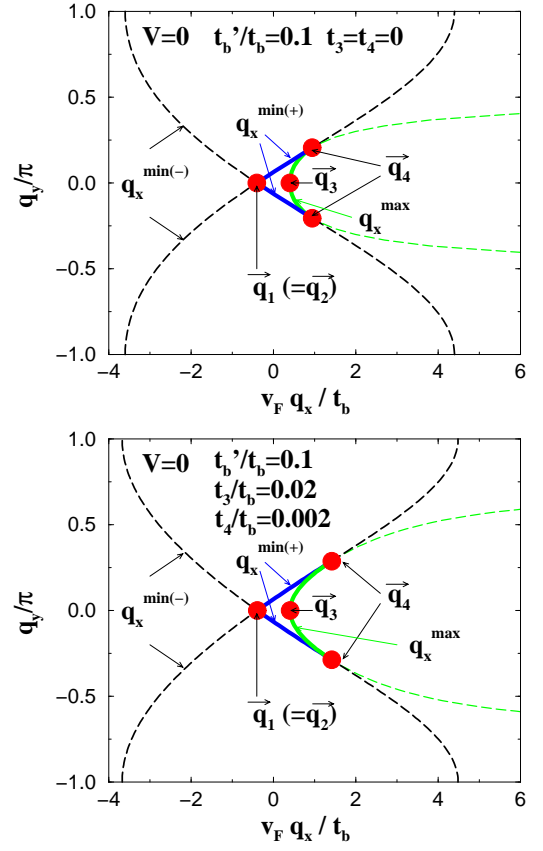 1.0
V=0 t_b'/t_b=0.1 t_3=t_4=0
0.5
q_x^min(+)
q_y/π
q_x^min(-)
0.0
q_3
q_4
q_x^max
-0.5
q_1 (=q_2)
-1.0
-4 -2 0 2 4 6
v_F q_x / t_b
1.0
V=0 t_b'/t_b=0.1
t_3/t_b=0.02
t_4/t_b=0.002
0.5
q_x^min(+)
q_y/π
q_x^min(-)
0.0
q_3
q_4
q_x^max
-0.5
q_1 (=q_2)
-1.0
-4 -2 0 2 4 6
v_F q_x / t_b